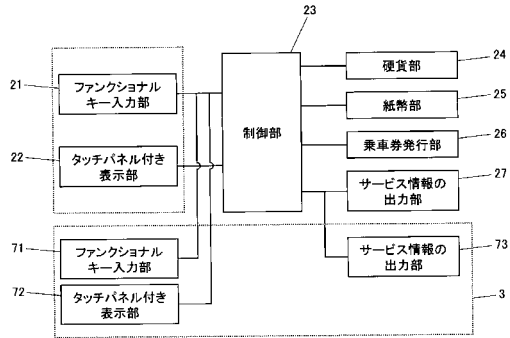 23
21
ファンクショナル
キー入力部
22
タッチパネル付き
表示部
制御部
硬貨部
24
紙幣部
25
乗車券発行部
26
サービス情報の
出力部
27
71
ファンクショナル
キー入力部
72
タッチパネル付き
表示部
サービス情報の
出力部
73
3